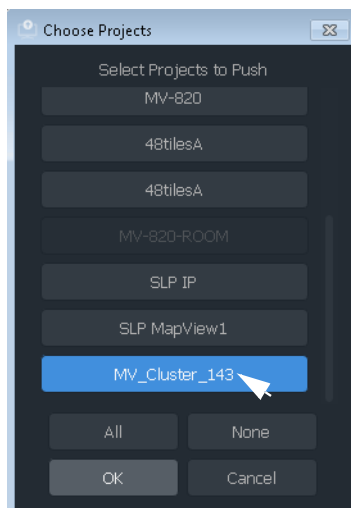 Choose Projects
Select Projects to Push
MV-820
48tilesA
48tilesA
MV-820-ROOM
SLP IP
SLP MapView1
MV_Cluster_143
All None
OK Cancel